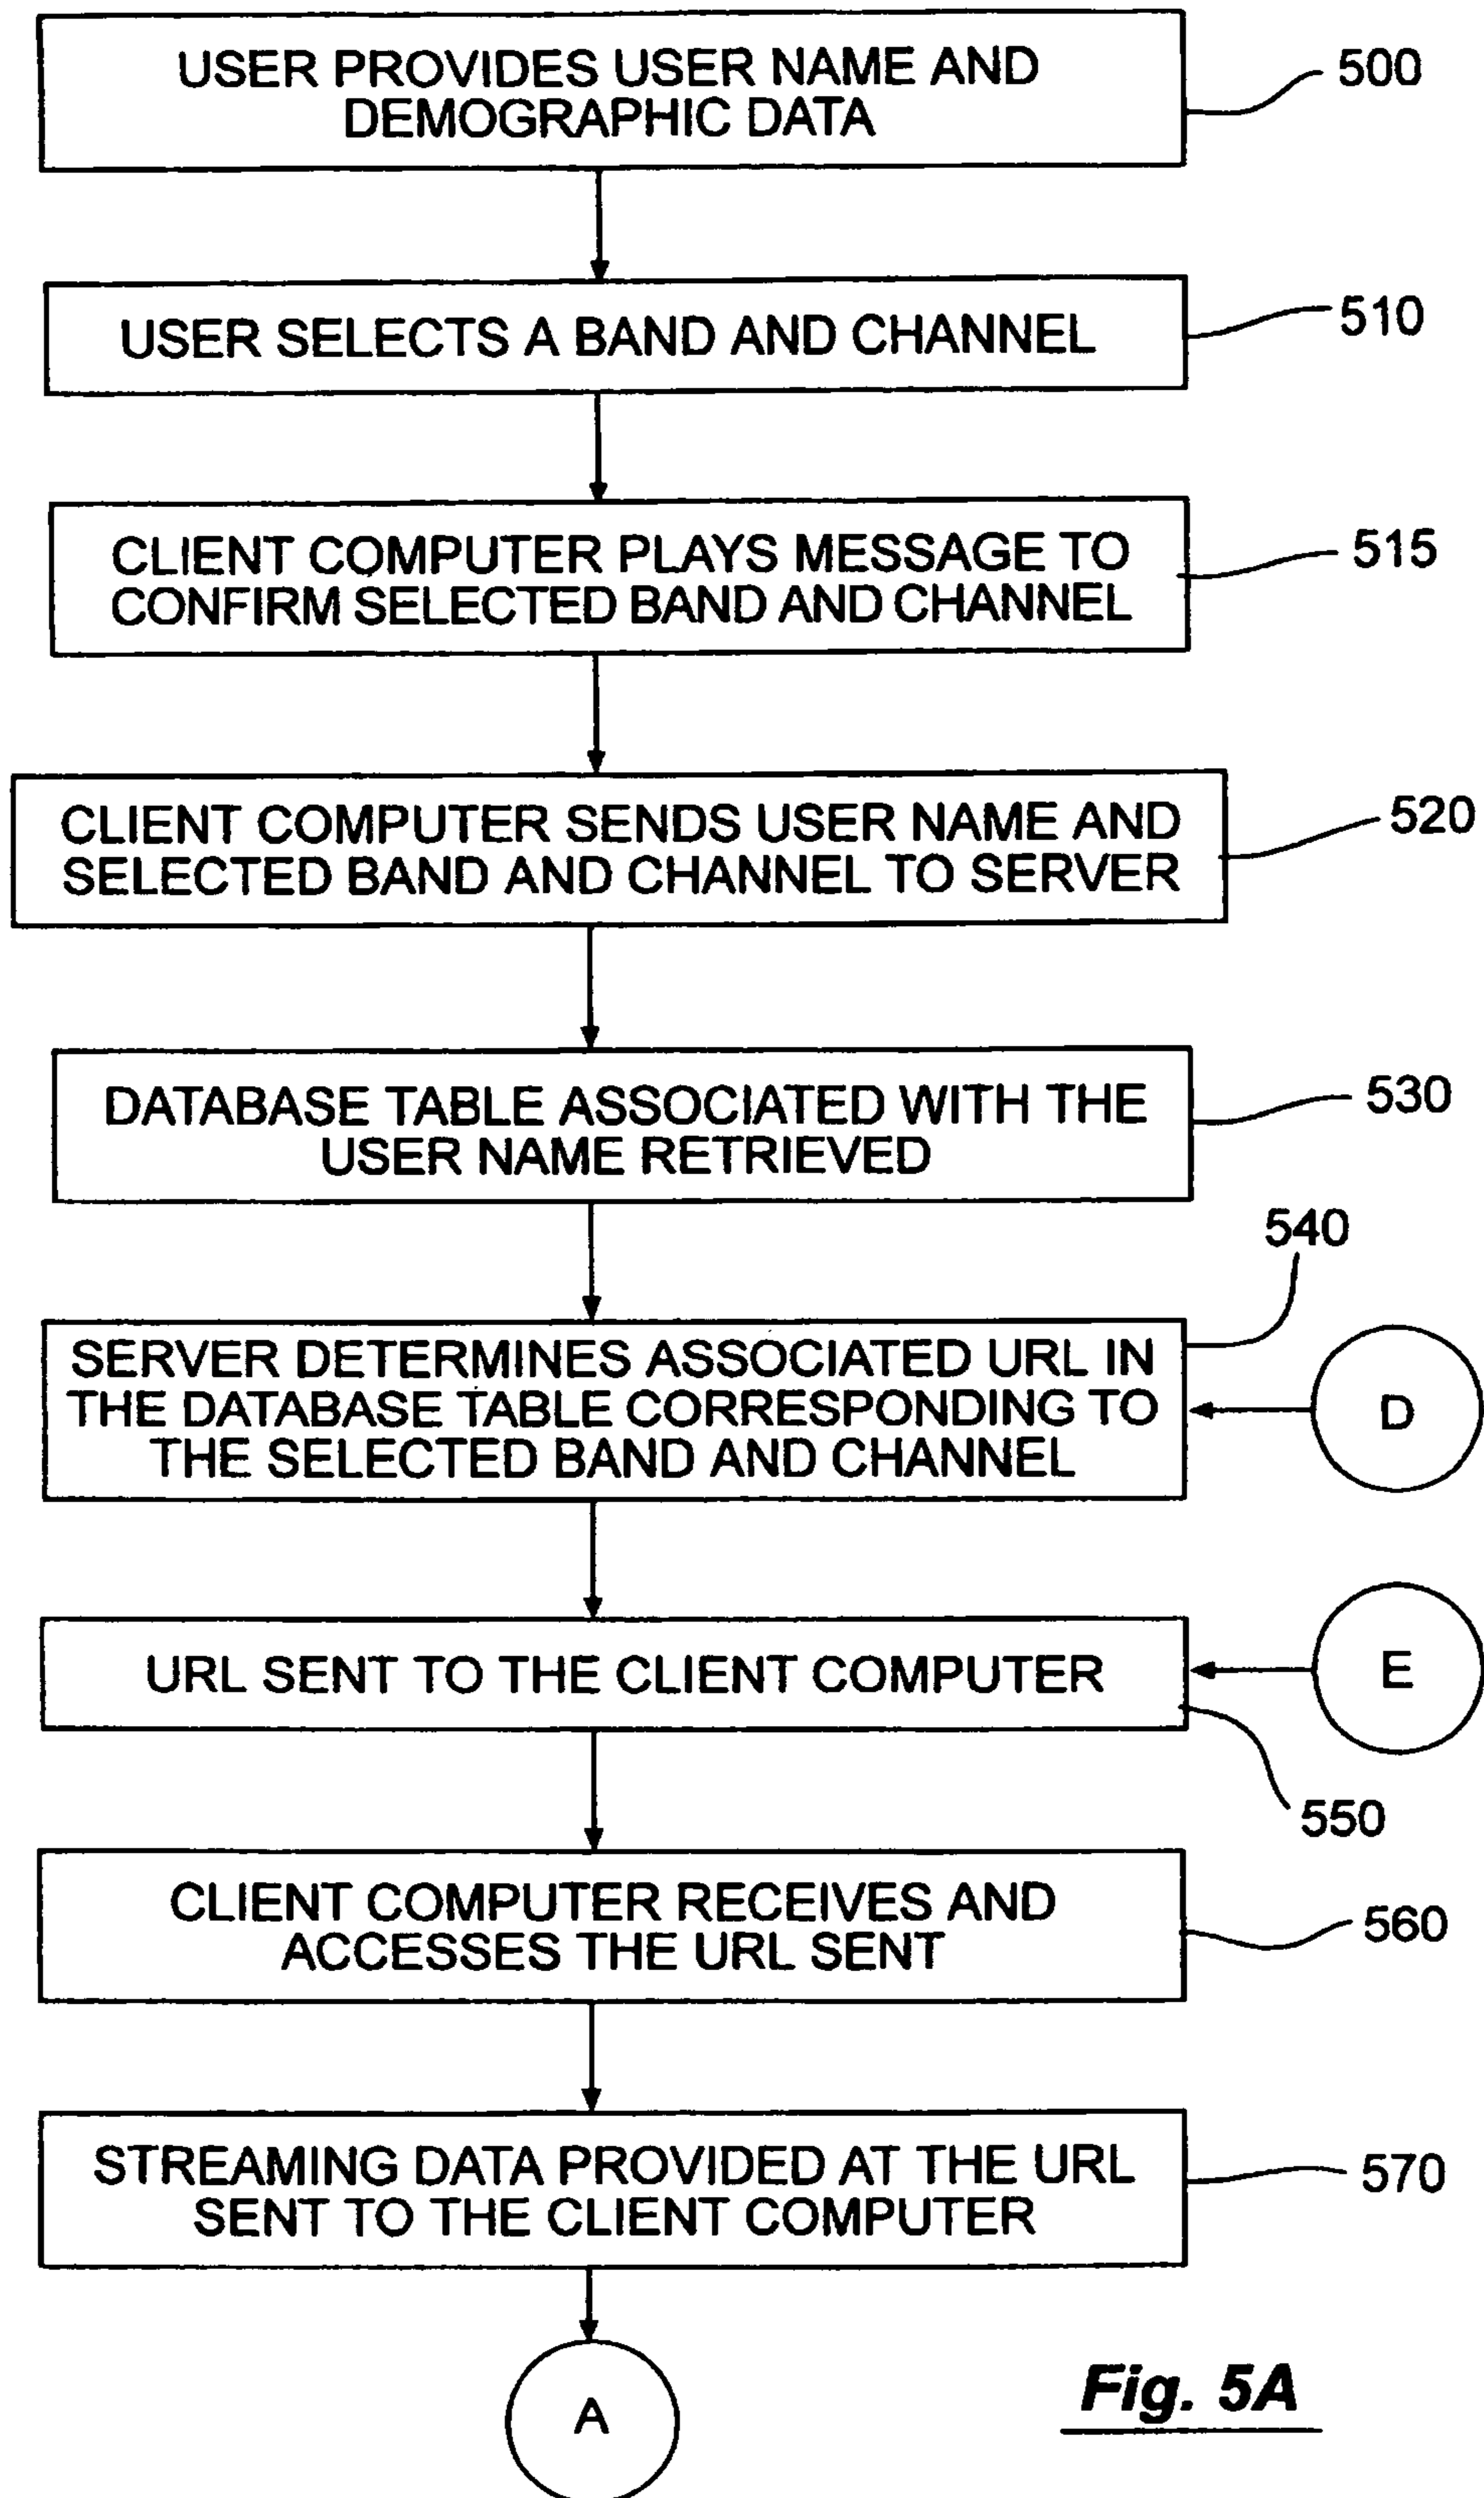 USER PROVIDES USER NAME AND
DEMOGRAPHIC DATA
500
USER SELECTS A BAND AND CHANNEL
510
CLIENT COMPUTER PLAYS MESSAGE TO
CONFIRM SELECTED BAND AND CHANNEL
515
CLIENT COMPUTER SENDS USER NAME AND
SELECTED BAND AND CHANNEL TO SERVER
520
DATABASE TABLE ASSOCIATED WITH THE
USER NAME RETRIEVED
530
540
SERVER DETERMINES ASSOCIATED URL IN
THE DATABASE TABLE CORRESPONDING TO
THE SELECTED BAND AND CHANNEL
D
URL SENT TO THE CLIENT COMPUTER
E
550
CLIENT COMPUTER RECEIVES AND
ACCESSES THE URL SENT
560
STREAMING DATA PROVIDED AT THE URL
SENT TO THE CLIENT COMPUTER
570
A
Fig. 5A